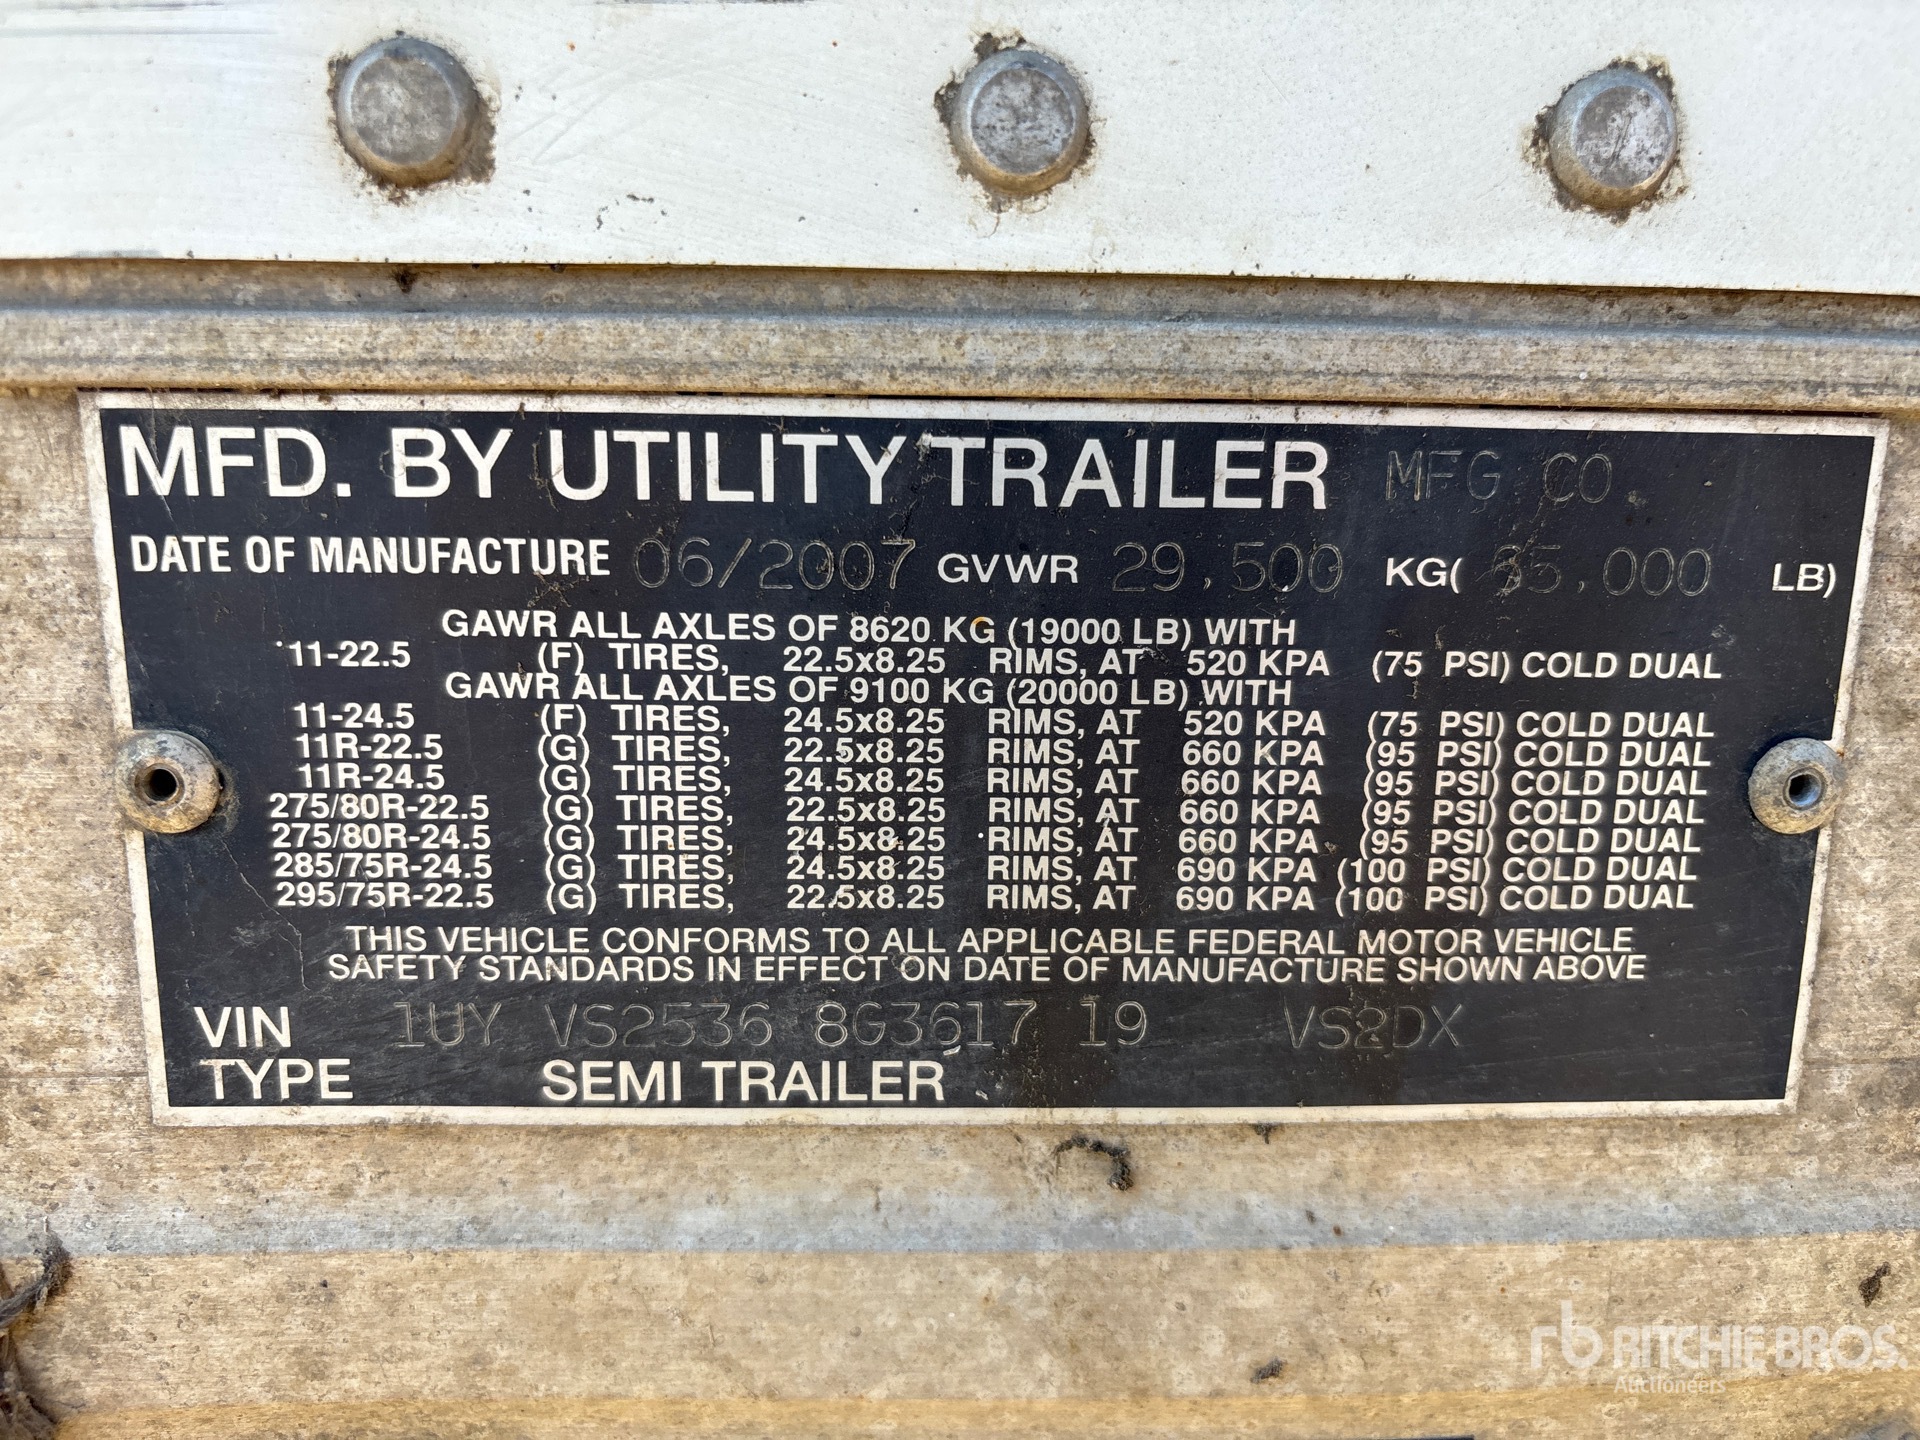 MFD. BY UTILITY TRAILER MFG CO.
DATE OF MANUFACTURE 06/2007 GVWR 29,500 KG( 65,000 LB)
GAWR ALL AXLES OF 8620 KG (19000 LB) WITH
11-22.5 (F) TIRES, 22.5x8.25 RIMS, AT 520 KPA (75 PSI) COLD DUAL
GAWR ALL AXLES OF 9100 KG (20000 LB) WITH
11-24.5 (F) TIRES, 24.5x8.25 RIMS, AT 520 KPA (75 PSI) COLD DUAL
11R-22.5 (G) TIRES, 22.5x8.25 RIMS, AT 660 KPA (95 PSI) COLD DUAL
11R-24.5 (G) TIRES, 24.5x8.25 RIMS, AT 660 KPA (95 PSI) COLD DUAL
275/80R-22.5 (G) TIRES, 22.5x8.25 RIMS, AT 660 KPA (95 PSI) COLD DUAL
275/80R-24.5 (G) TIRES, 24.5x8.25 RIMS, AT 660 KPA (95 PSI) COLD DUAL
285/75R-24.5 (G) TIRES, 24.5x8.25 RIMS, AT 690 KPA (100 PSI) COLD DUAL
295/75R-22.5 (G) TIRES, 22.5x8.25 RIMS, AT 690 KPA (100 PSI) COLD DUAL
THIS VEHICLE CONFORMS TO ALL APPLICABLE FEDERAL MOTOR VEHICLE
SAFETY STANDARDS IN EFFECT ON DATE OF MANUFACTURE SHOWN ABOVE
VIN 1UY VS2536 8G3617 19 VS2DX
TYPE SEMI TRAILER
rb RITCHIE BROS.
Auctioneers